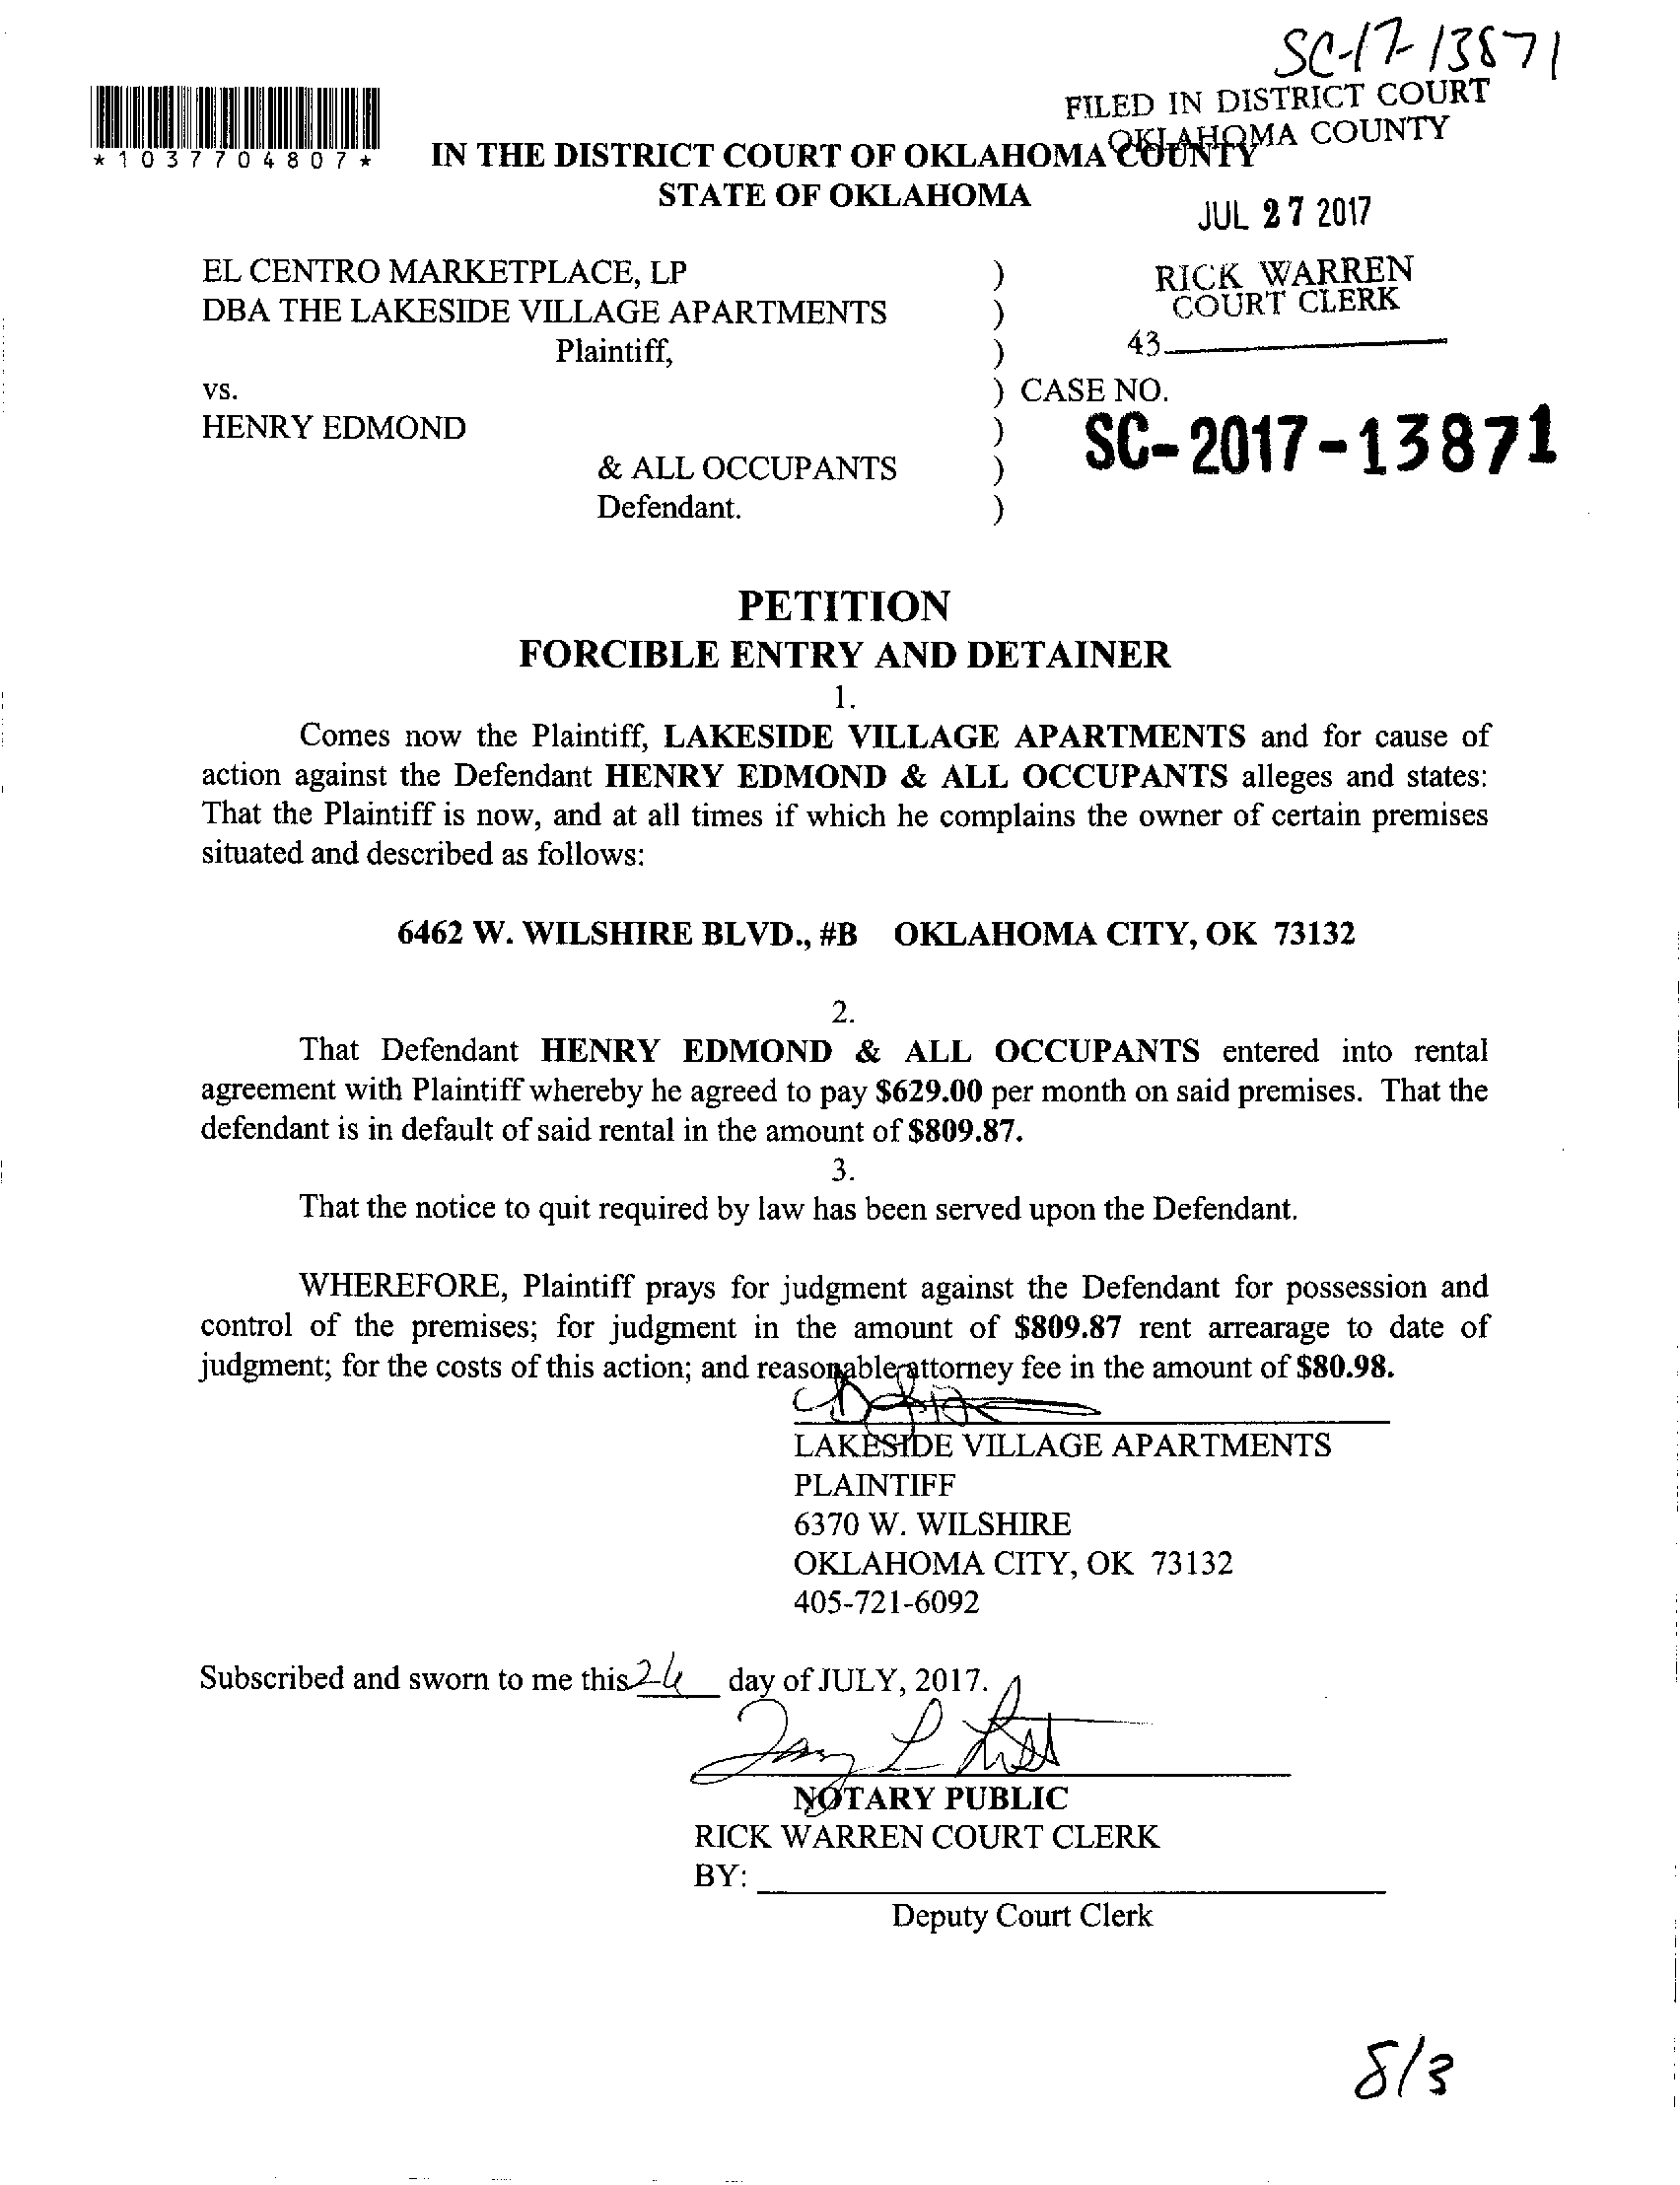 SC-17-13871
FILED IN DISTRICT COURT
OKLAHOMA COUNTY
*1037704807*
IN THE DISTRICT COURT OF OKLAHOMA COUNTY
STATE OF OKLAHOMA
JUL 27 2017
EL CENTRO MARKETPLACE, LP )
RICK WARREN
COURT CLERK
DBA THE LAKESIDE VILLAGE APARTMENTS )
Plaintiff, )
43
vs. ) CASE NO.
HENRY EDMOND )
SC-2017-13871
& ALL OCCUPANTS )
Defendant. )
PETITION
FORCIBLE ENTRY AND DETAINER
1.
Comes now the Plaintiff, LAKESIDE VILLAGE APARTMENTS and for cause of
action against the Defendant HENRY EDMOND & ALL OCCUPANTS alleges and states:
That the Plaintiff is now, and at all times if which he complains the owner of certain premises
situated and described as follows:
6462 W. WILSHIRE BLVD., #B OKLAHOMA CITY, OK 73132
2.
That Defendant HENRY EDMOND & ALL OCCUPANTS entered into rental
agreement with Plaintiff whereby he agreed to pay $629.00 per month on said premises. That the
defendant is in default of said rental in the amount of $809.87.
3.
That the notice to quit required by law has been served upon the Defendant.
WHEREFORE, Plaintiff prays for judgment against the Defendant for possession and
control of the premises; for judgment in the amount of $809.87 rent arrearage to date of
judgment; for the costs of this action; and reasonable attorney fee in the amount of $80.98.
LAKESIDE VILLAGE APARTMENTS
PLAINTIFF
6370 W. WILSHIRE
OKLAHOMA CITY, OK 73132
405-721-6092
Subscribed and sworn to me this day of JULY, 2017.
NOTARY PUBLIC
RICK WARREN COURT CLERK
BY:
Deputy Court Clerk
8/3